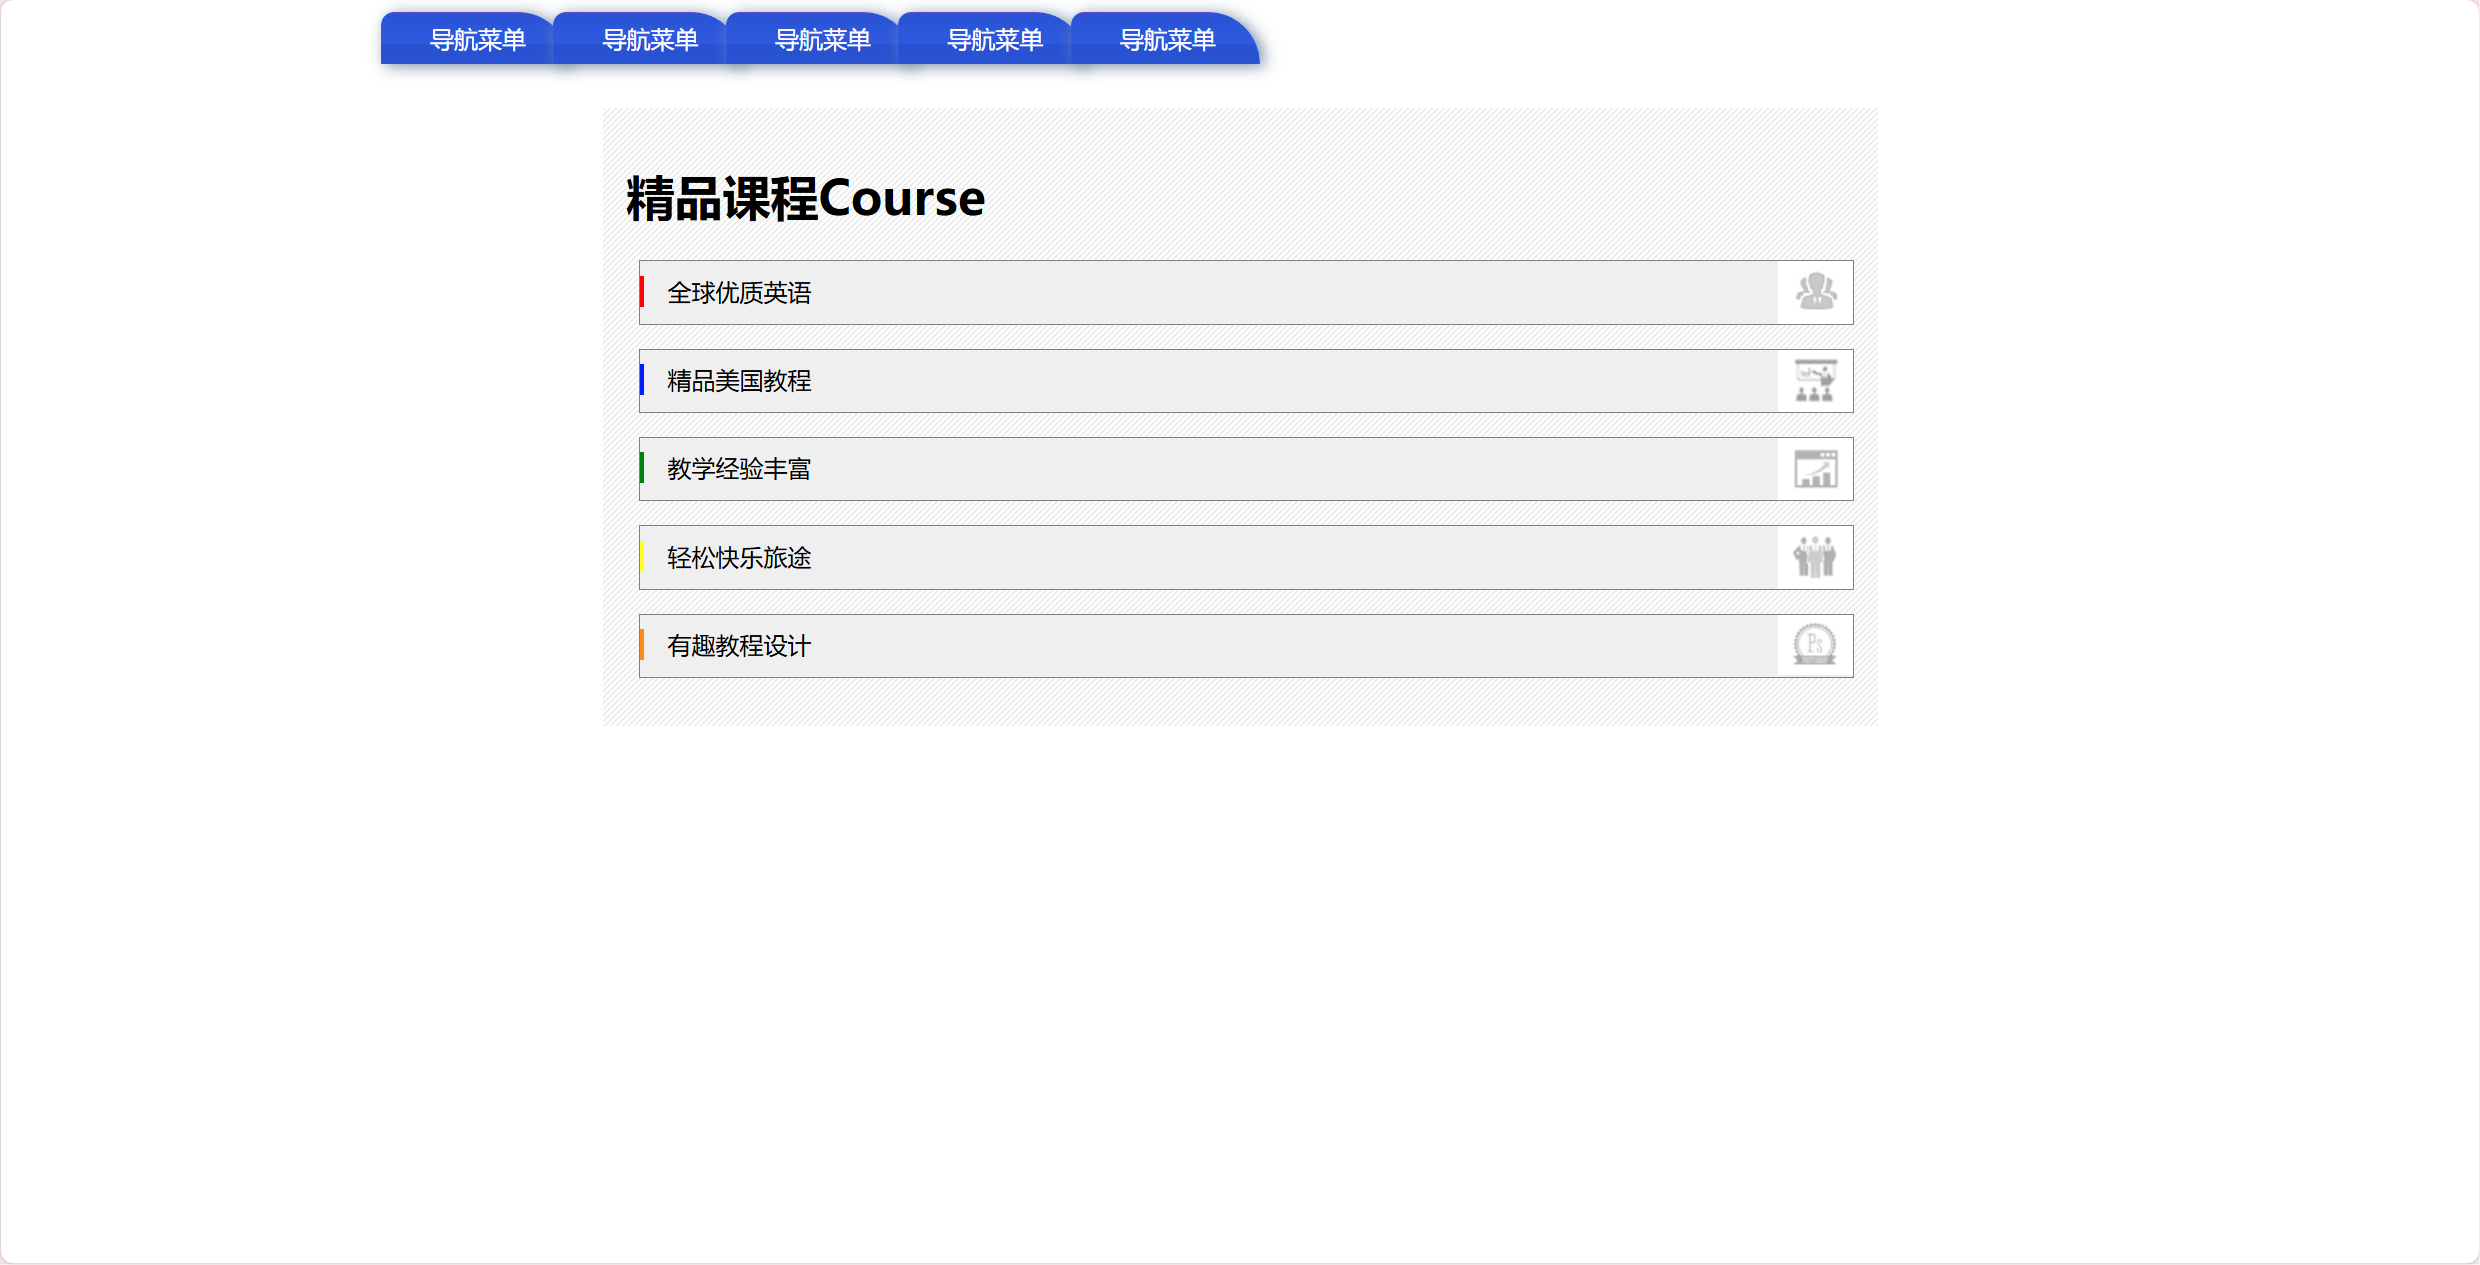 导航菜单 导航菜单 导航菜单 导航菜单 导航菜单
精品课程Course
全球优质英语
精品美国教程
教学经验丰富
轻松快乐旅途
有趣教程设计
Ps